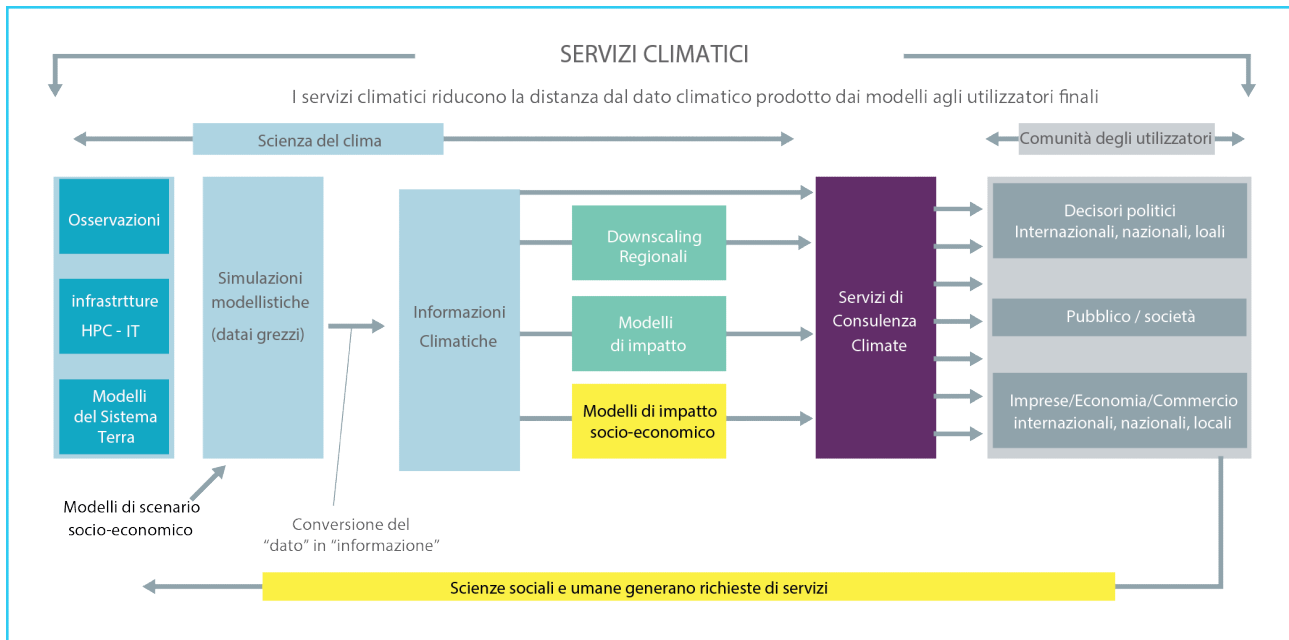 SERVIZI CLIMATICI
I servizi climatici riducono la distanza dal dato climatico prodotto dai modelli agli utilizzatori finali
Scienza del clima
Comunità degli utilizzatori
Osservazioni
infrastrtture
HPC - IT
Modelli
del Sistema
Terra
Modelli di scenario
socio-economico
Simulazioni
modellistiche
(datai grezzi)
Conversione del
“dato” in “informazione”
Informazioni
Climatiche
Downscaling
Regionali
Modelli
di impatto
Modelli di impatto
socio-economico
Servizi di
Consulenza
Climate
Decisori politici
Internazionali, nazionali, loali
Pubblico / società
Imprese/Economia/Commercio
internazionali, nazionali, locali
Scienze sociali e umane generano richieste di servizi